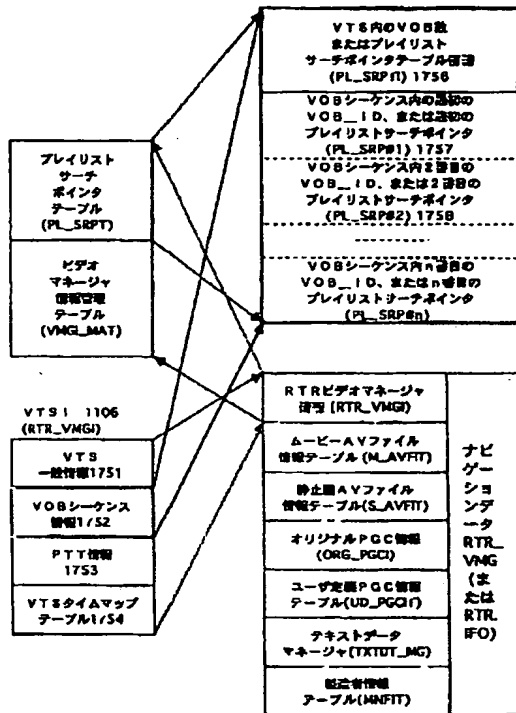 VTS内のVOB数
またはプレイリスト
サーチポインタテーブル情報
(PL_SRPTI) 1756
VOBシーケンス内の最初の
VOB__ID、または最初の
プレイリストサーチポインタ
(PL_SRP#1) 1757
VOBシーケンス内2番目の
VOB__ID、または2番目の
プレイリストサーチポインタ
(PL_SRP#2) 1758
VOBシーケンス内n番目の
VOB__ID、またはn番目の
プレイリストサーチポインタ
(PL_SRP#n)
プレイリスト
サーチ
ポインタ
テーブル
(PL_SRPT)
ビデオ
マネージャ
情報管理
テーブル
(VMGI_MAT)
VTSI 1106
(RTR_VMGI)
VTS
一般情報1751
VOBシーケンス
情報1752
PTT情報
1753
VTSタイムマップ
テーブル1754
RTRビデオマネージャ
情報 (RTR_VMGI)
ムービーAVファイル
情報テーブル (M_AVFIT)
静止画AVファイル
情報テーブル(S_AVFIT)
オリジナルPGC情報
(ORG_PGCI)
ユーザ定義PGC情報
テーブル(UD_PGCIT)
テキストデータ
マネージャ(TXTDT_MG)
製造者情報
テーブル(MNFIT)
ナビ
ゲー
ショ
ンデ
ータ
RTR_
VMG
(ま
たは
RTR.
IFO)